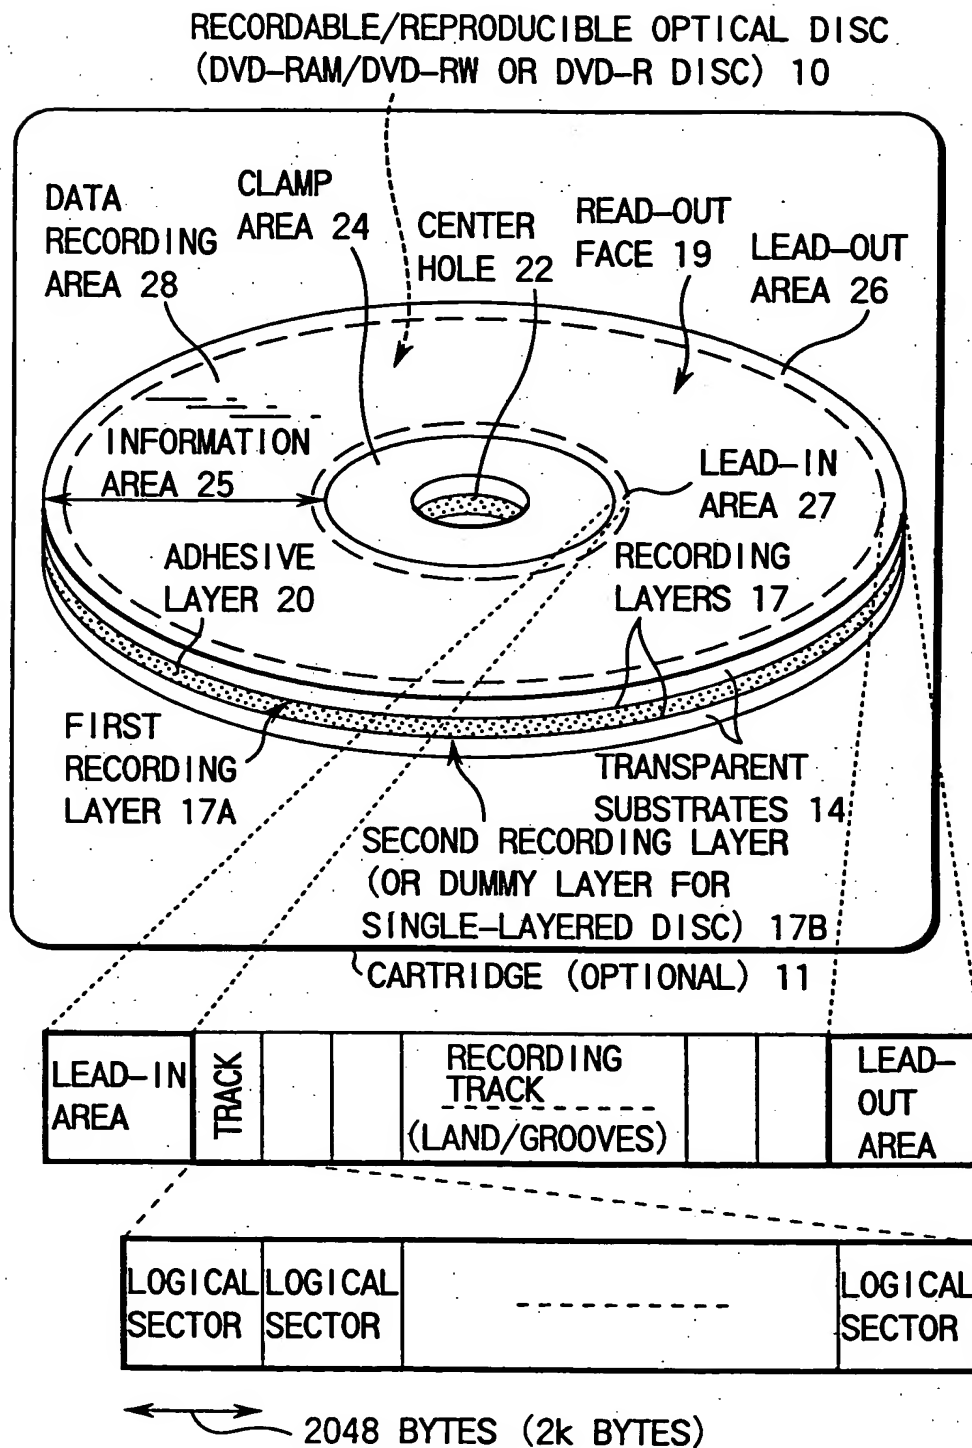 RECORDABLE/REPRODUCIBLE OPTICAL DISC
(DVD-RAM/DVD-RW OR DVD-R DISC) 10
DATA
RECORDING
AREA 28
CLAMP
AREA 24
CENTER
HOLE 22
READ-OUT
FACE 19
LEAD-OUT
AREA 26
INFORMATION
AREA 25
LEAD-IN
AREA 27
ADHESIVE
LAYER 20
RECORDING
LAYERS 17
FIRST
RECORDING
LAYER 17A
TRANSPARENT
SUBSTRATES 14
SECOND RECORDING LAYER
(OR DUMMY LAYER FOR
SINGLE-LAYERED DISC) 17B
CARTRIDGE (OPTIONAL) 11
LEAD-IN
AREA
TRACK
RECORDING
TRACK
(LAND/GROOVES)
LEAD-
OUT
AREA
LOGICAL
SECTOR
LOGICAL
SECTOR
LOGICAL
SECTOR
2048 BYTES (2k BYTES)